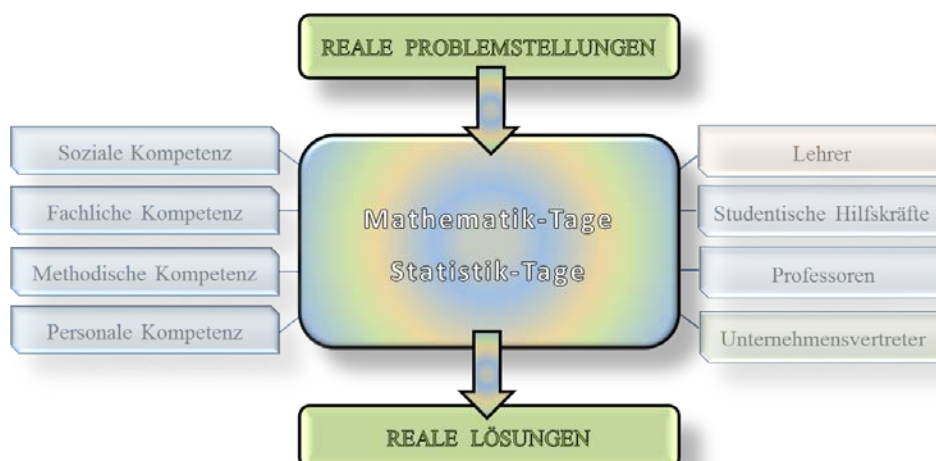 REALE PROBLEMSTELLUNGEN
Soziale Kompetenz
Fachliche Kompetenz
Methodische Kompetenz
Personale Kompetenz
Mathematik-Tage
Statistik-Tage
Lehrer
Studentische Hilfskräfte
Professoren
Unternehmensvertreter
REALE LÖSUNGEN